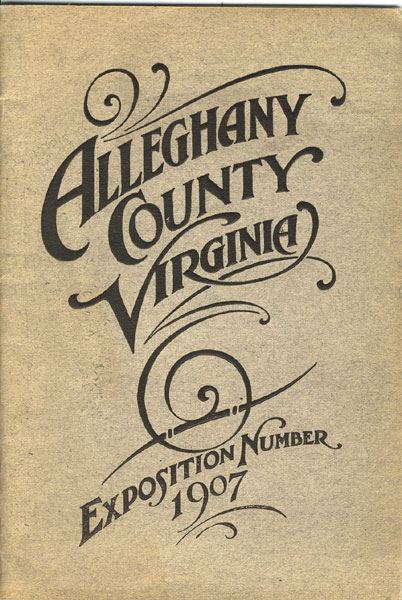 ALLEGHANY
COUNTY
VIRGINIA
EXPOSITION NUMBER
1907